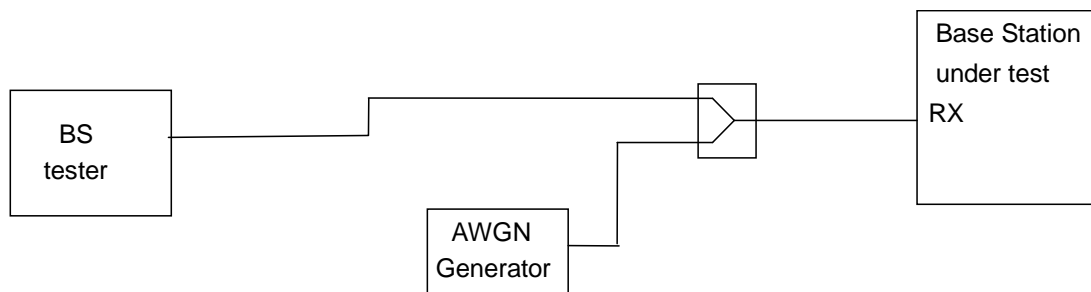 Base Station
under test
RX
BS
tester
AWGN
Generator